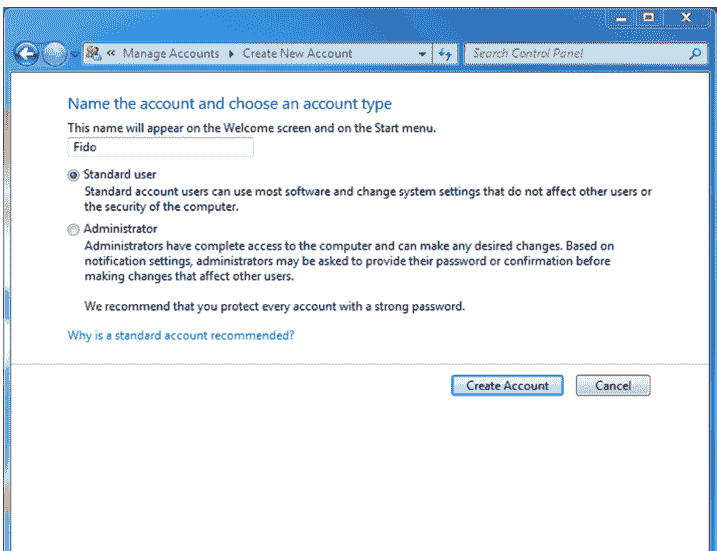 « Manage Accounts ▸ Create New Account
Search Control Panel
Name the account and choose an account type
This name will appear on the Welcome screen and on the Start menu.
Fido
Standard user
Standard account users can use most software and change system settings that do not affect other users or
the security of the computer.
Administrator
Administrators have complete access to the computer and can make any desired changes. Based on
notification settings, administrators may be asked to provide their password or confirmation before
making changes that affect other users.
We recommend that you protect every account with a strong password.
Why is a standard account recommended?
Create Account
Cancel